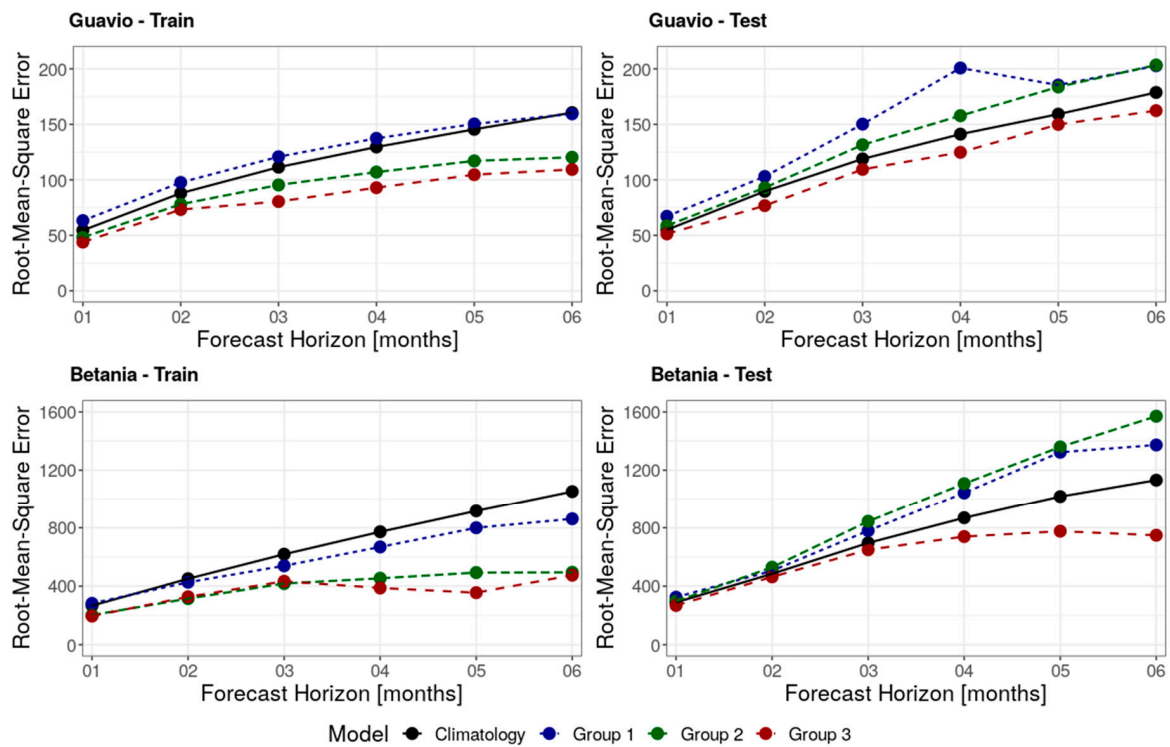 Guavio - Train
Root-Mean-Square Error
200
150
100
50
0
01 02 03 04 05 06
Forecast Horizon [months]
Guavio - Test
Root-Mean-Square Error
200
150
100
50
0
01 02 03 04 05 06
Forecast Horizon [months]
Betania - Train
Root-Mean-Square Error
1600
1200
800
400
0
01 02 03 04 05 06
Forecast Horizon [months]
Betania - Test
Root-Mean-Square Error
1600
1200
800
400
0
01 02 03 04 05 06
Forecast Horizon [months]
Model Climatology Group 1 Group 2 Group 3